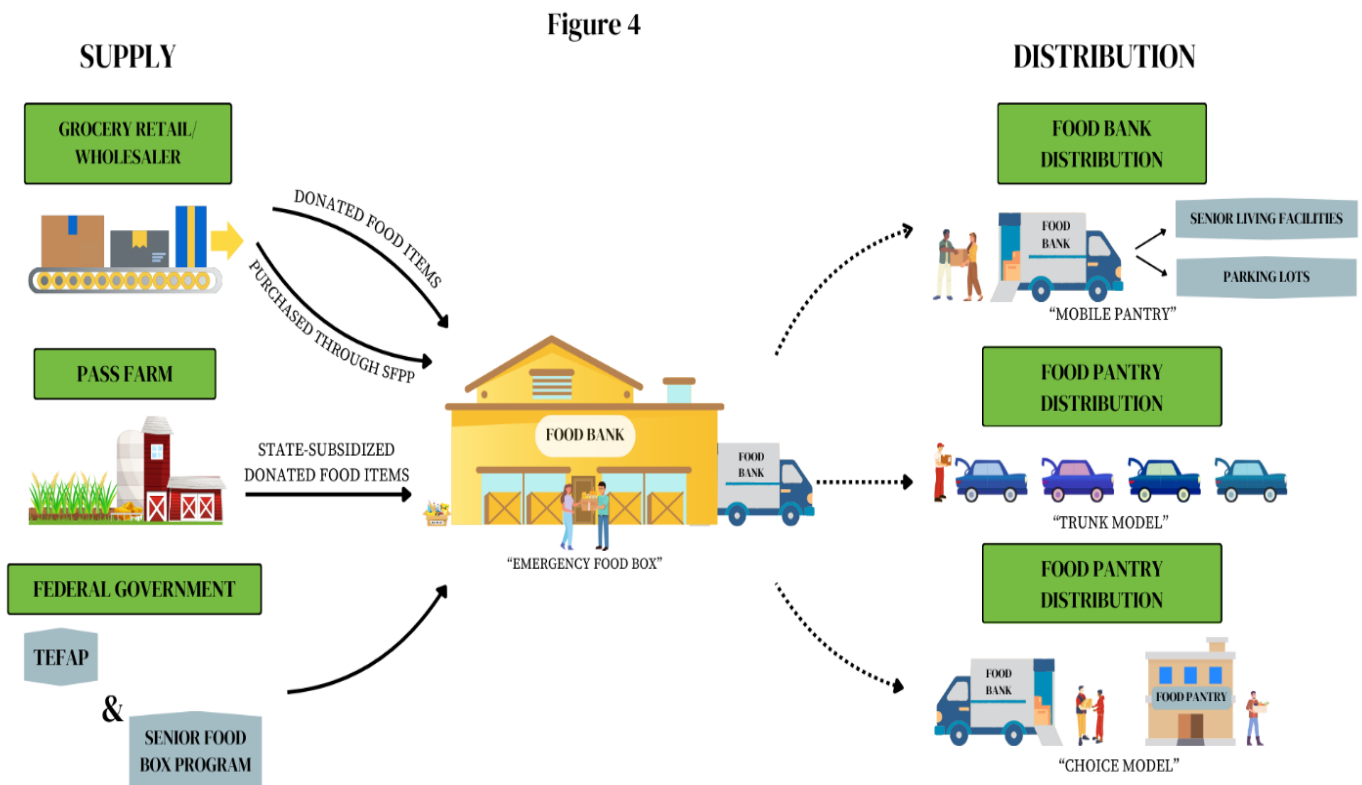 Figure 4
SUPPLY
GROCERY RETAIL/
WHOLESALER
DONATED FOOD ITEMS
PURCHASED THROUGH SFPP
PASS FARM
STATE-SUBSIDIZED
DONATED FOOD ITEMS
FEDERAL GOVERNMENT
TEFAP
&
SENIOR FOOD
BOX PROGRAM
FOOD BANK
FOOD
BANK
“EMERGENCY FOOD BOX”
DISTRIBUTION
FOOD BANK
DISTRIBUTION
FOOD
BANK
SENIOR LIVING FACILITIES
PARKING LOTS
“MOBILE PANTRY”
FOOD PANTRY
DISTRIBUTION
“TRUNK MODEL”
FOOD PANTRY
DISTRIBUTION
FOOD
BANK
FOOD PANTRY
“CHOICE MODEL”